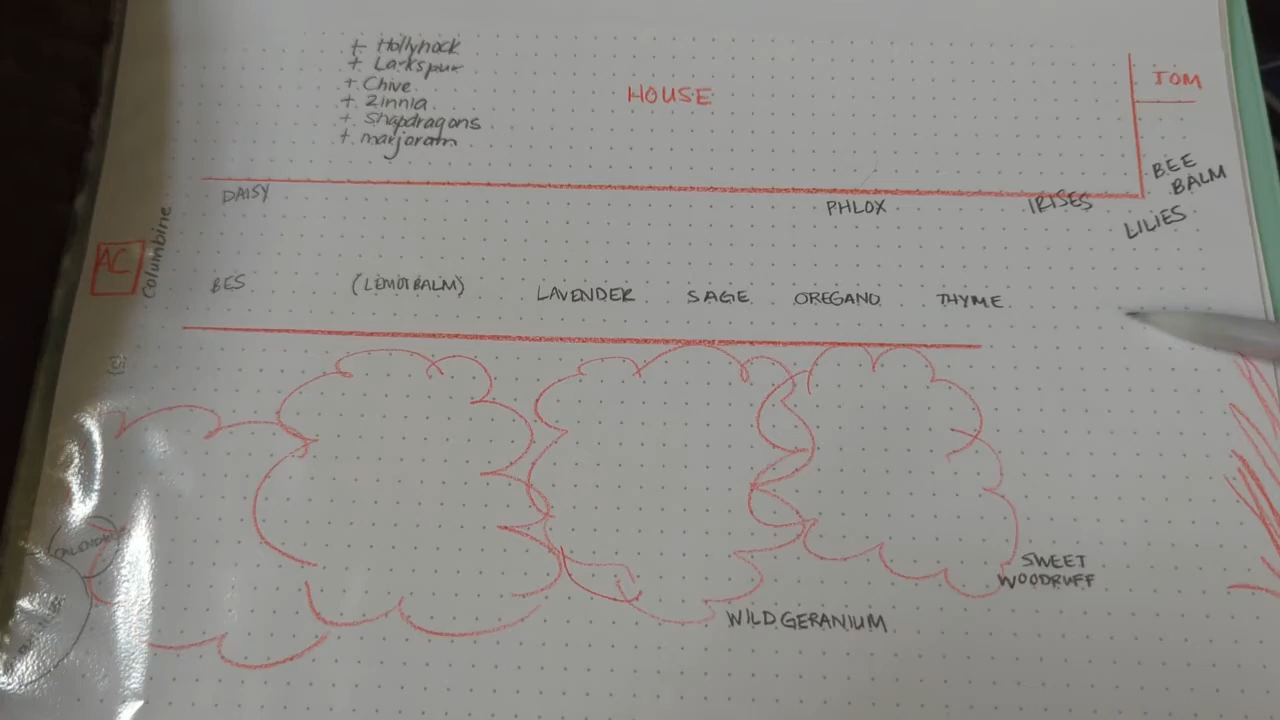 + Hollyhock
+ Larkspur
+ Chive
+ Zinnia
+ Snapdragons
+ marjoram
HOUSE
TOM
BEE
BALM
DAISY
PHLOX
IRISES
LILIES
Columbine
AC
BES
(LEMON BALM)
LAVENDER
SAGE
OREGANO
THYME
(S)
SWEET
WOODRUFF
WILD GERANIUM